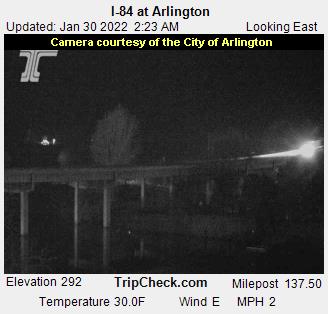 I-84 at Arlington
Updated: Jan 30 2022 2:23 AM Looking East
Camera courtesy of the City of Arlington
Elevation 292 TripCheck.com Milepost 137.50
Temperature 30.0F Wind E MPH 2